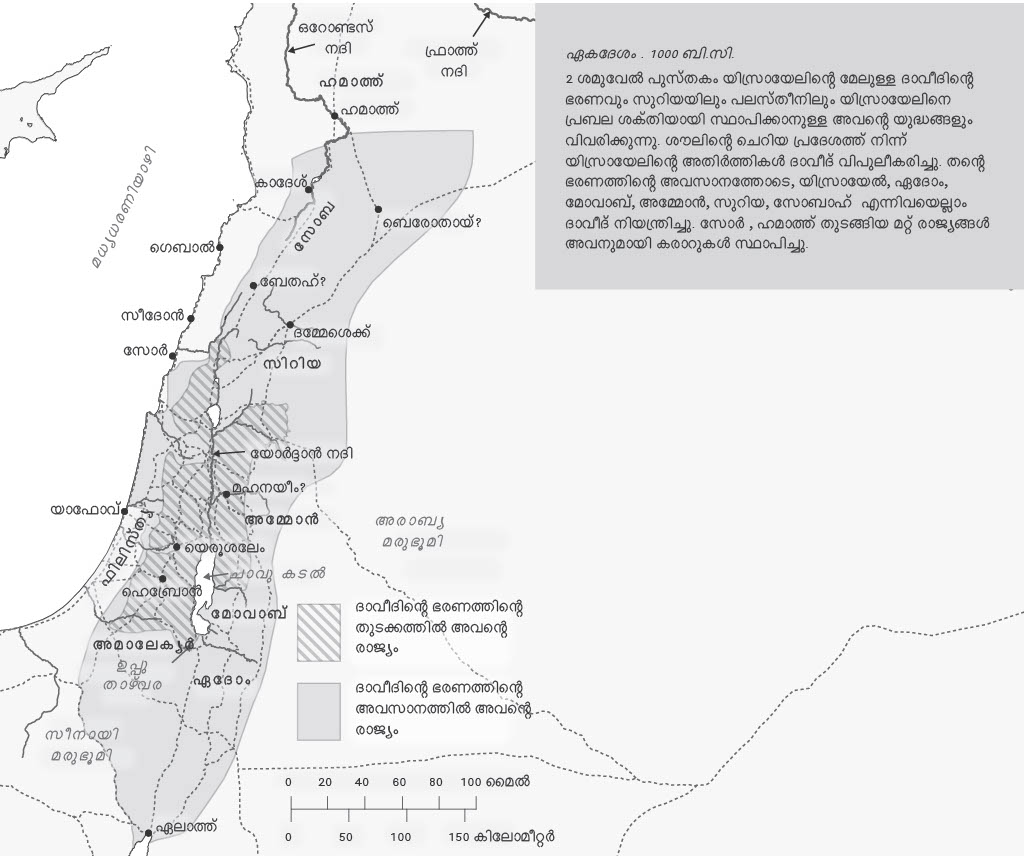 ഏകദേശം . 1000 ബി.സി.
2 ശമുവേൽ പുസ്തകം യിസ്രായേലിന്റെ മേലുള്ള ദാവീദിന്റെ
ഭരണവും സുറിയയിലും പലസ്തീനിലും യിസ്രായേലിനെ
പ്രബല ശക്തിയായി സ്ഥാപിക്കാനുള്ള അവന്റെ യുദ്ധങ്ങളും
വിവരിക്കുന്നു. ശൗലിന്റെ ചെറിയ പ്രദേശത്ത് നിന്ന്
യിസ്രായേലിന്റെ അതിർത്തികൾ ദാവീദ് വിപുലീകരിച്ചു. തന്റെ
ഭരണത്തിന്റെ അവസാനത്തോടെ, യിസ്രായേൽ, ഏദോം,
മോവാബ്, അമ്മോൻ, സുറിയ, സോബാഹ് എന്നിവയെല്ലാം
ദാവീദ് നിയന്ത്രിച്ചു. സോർ , ഹമാത്ത് തുടങ്ങിയ മറ്റ് രാജ്യങ്ങൾ
അവനുമായി കരാറുകൾ സ്ഥാപിച്ചു.
ഒറോണ്ടസ്
നദി
ഫ്രാത്ത്
നദി
ഹമാത്ത്
ഹമാത്ത്
മധ്യധരണിയാഴി
കാദേശ്
സോബ
ബെരോതായ്?
ഗെബാൽ
ബേതഹ്?
സീദോൻ
ദമ്മേശെക്ക്
സോർ
സിറിയ
യോർദ്ദാൻ നദി
മഹനയീം?
യാഫോവ്
അമ്മോൻ
അരാബ്യ
മരുഭൂമി
ഫിലിസ്ത്യ
യെരൂശലേം
ചാവു കടൽ
ഹെബ്രോൻ
മോവാബ്
അമാലേക്യർ
ഉപ്പു
താഴ്വര
ഏദോം
സീനായി
മരുഭൂമി
ഏലാത്ത്
ദാവീദിന്റെ ഭരണത്തിന്റെ
തുടക്കത്തിൽ അവന്റെ
രാജ്യം
ദാവീദിന്റെ ഭരണത്തിന്റെ
അവസാനത്തിൽ അവന്റെ
രാജ്യം
0 20 40 60 80 100 മൈൽ
0 50 100 150 കിലോമീറ്റർ